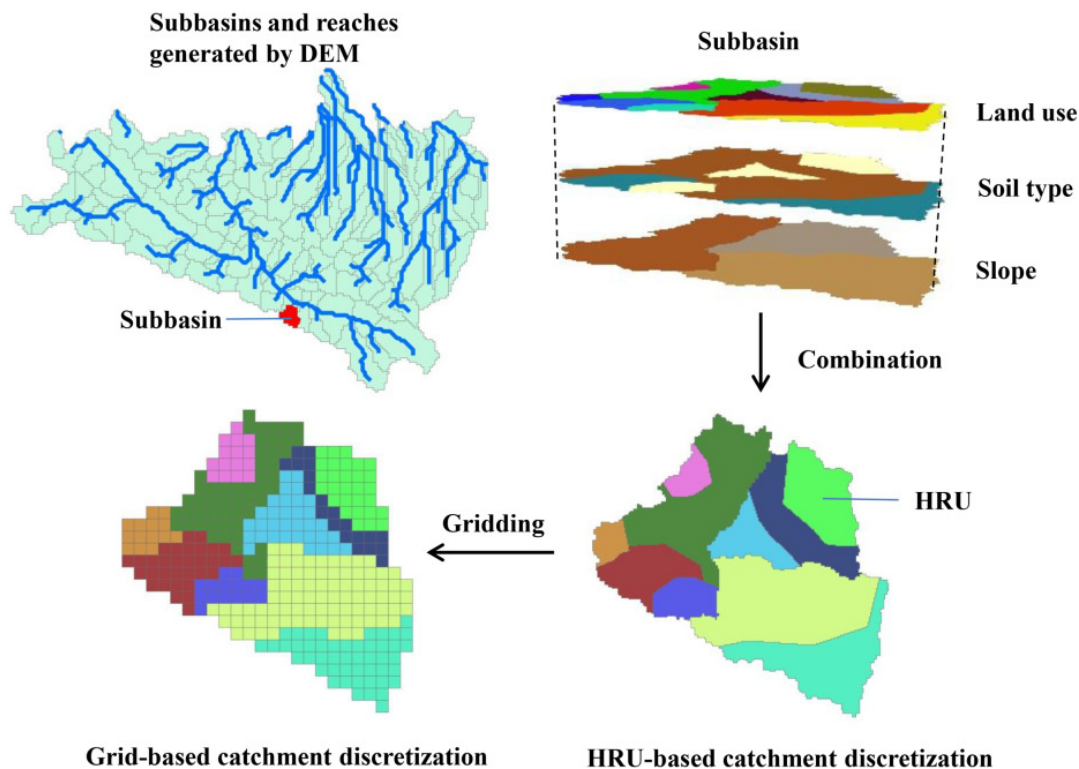 Subbasins and reaches
generated by DEM
Subbasin
Subbasin
Land use
Soil type
Slope
Combination
HRU
Gridding
Grid-based catchment discretization
HRU-based catchment discretization